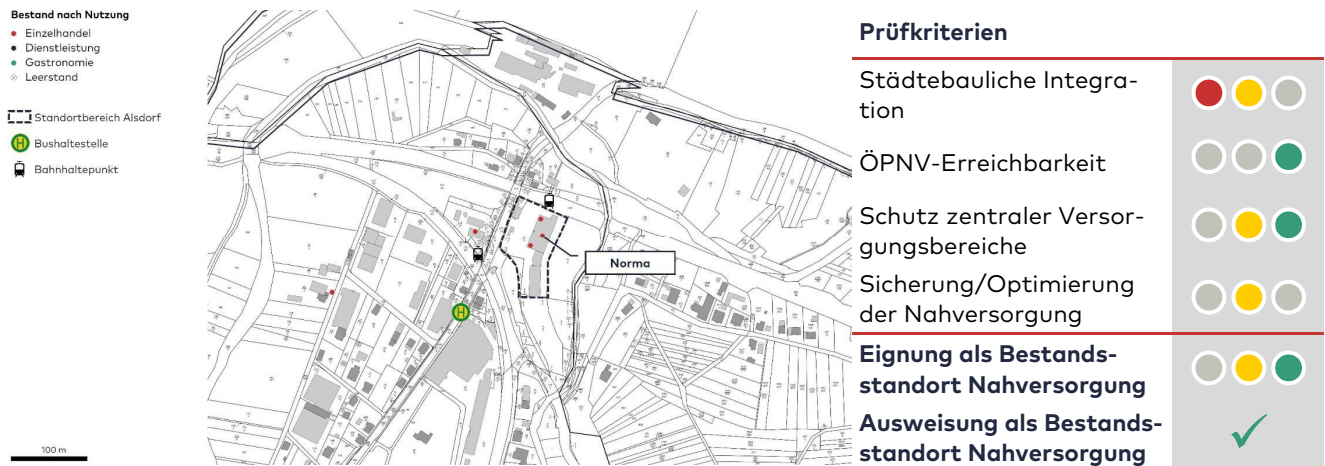 Bestand nach Nutzung
Einzelhandel
Dienstleistung
Gastronomie
Leerstand
Standortbereich Alsdorf
H Bushaltestelle
Bahnhaltepunkt
100 m
H
Norma
Prüfkriterien
Städtebauliche Integra-
tion
ÖPNV-Erreichbarkeit
Schutz zentraler Versor-
gungsbereiche
Sicherung/Optimierung
der Nahversorgung
Eignung als Bestands-
standort Nahversorgung
Ausweisung als Bestands-
standort Nahversorgung